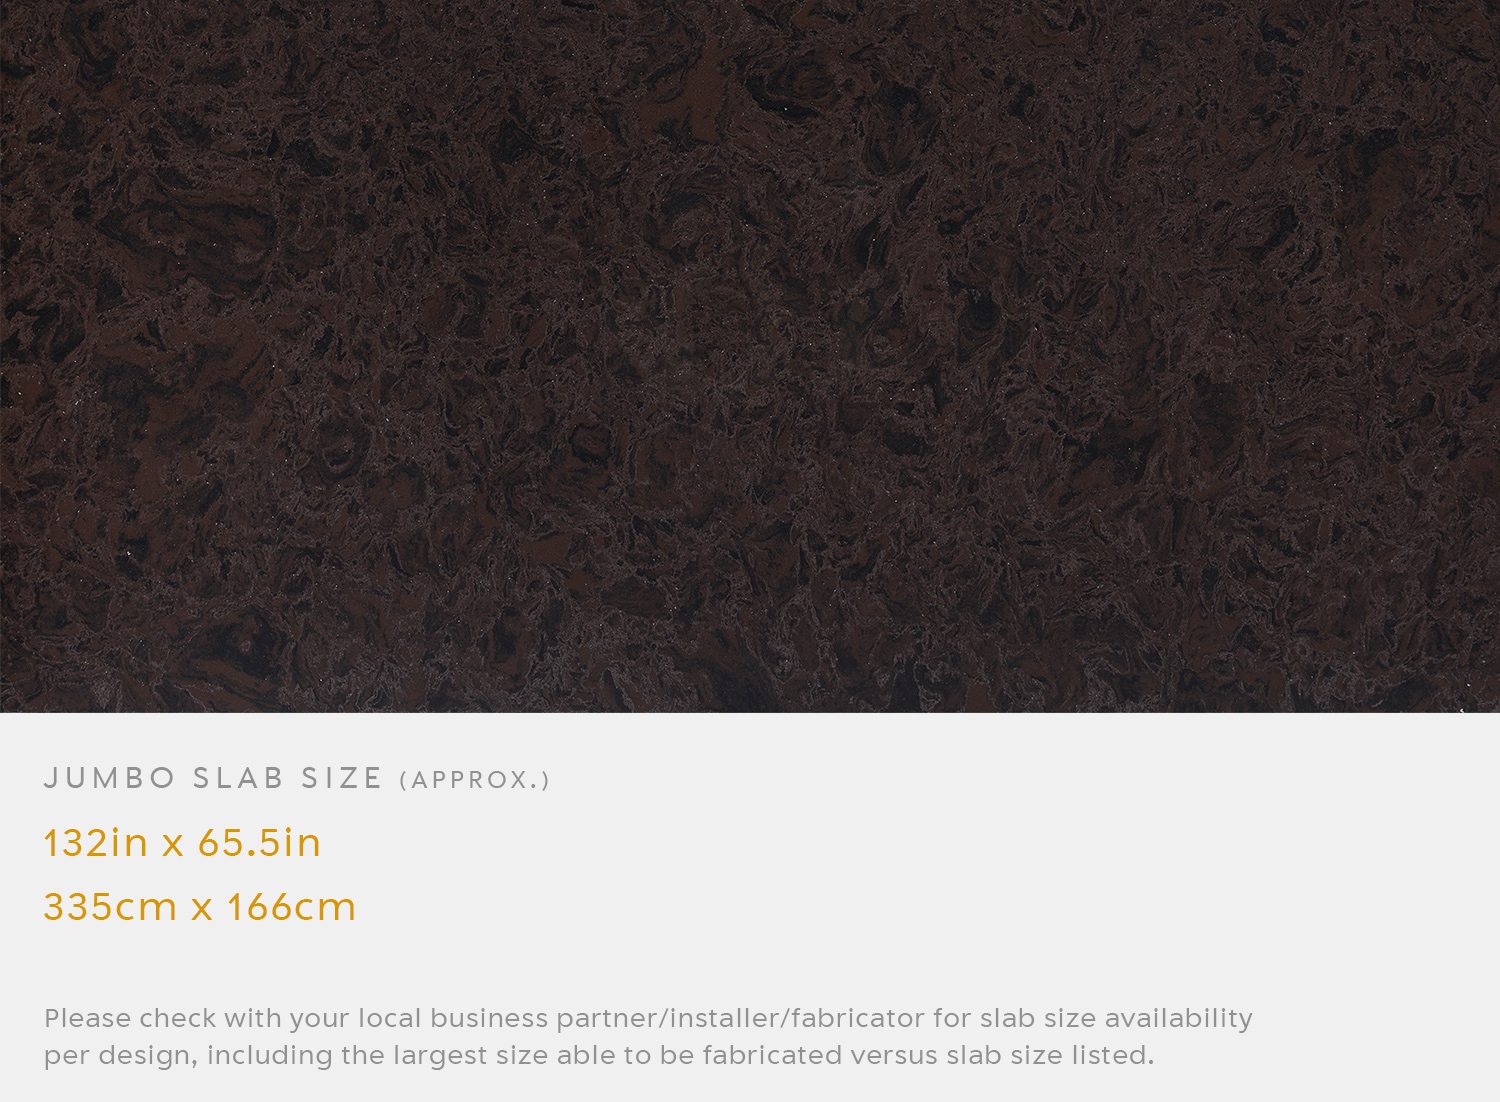 JUMBO SLAB SIZE (APPROX.)
132in x 65.5in
335cm x 166cm
Please check with your local business partner/installer/fabricator for slab size availability
per design, including the largest size able to be fabricated versus slab size listed.